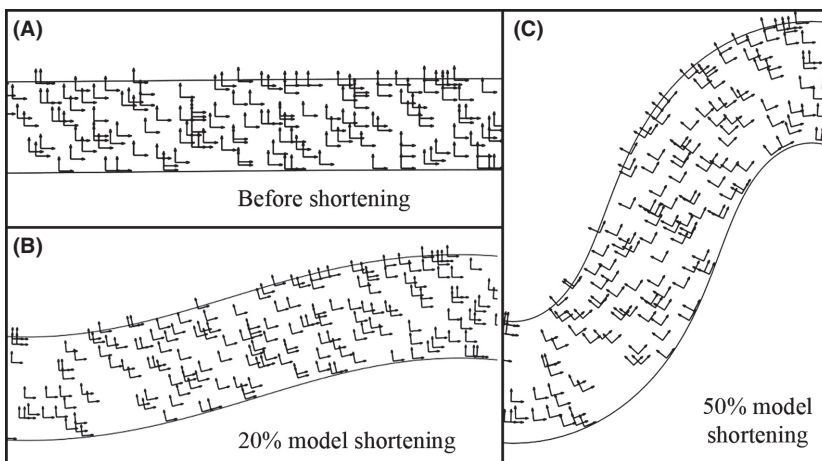 (A)
Before shortening
(B)
20% model shortening
(C)
50% model
shortening